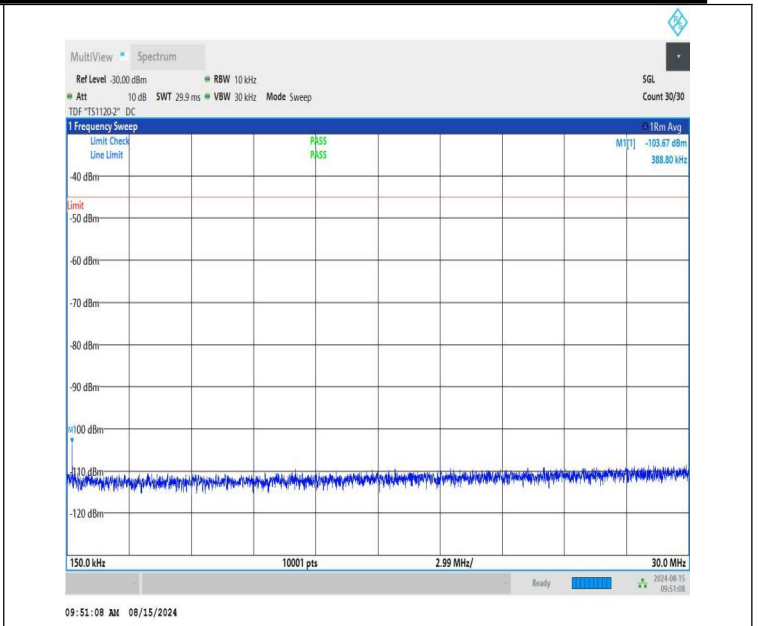 R S
MultiView Spectrum
Ref Level -30.00 dBm RBW 10 kHz SGL
Att 10 dB SWT 29.9 ms VBW 30 kHz Mode Sweep Count 30/30
TDF "TS1120-2" DC
1 Frequency Sweep 1Rm Avg
Limit Check PASS M1[1] -103.67 dBm
Line Limit PASS 388.80 kHz
-40 dBm
Limit
-50 dBm
-60 dBm
-70 dBm
-80 dBm
-90 dBm
M1
-100 dBm
-110 dBm
-120 dBm
150.0 kHz 10001 pts 2.99 MHz/ 30.0 MHz
Ready 2024-08-15
09:51:08
09:51:08 AM 08/15/2024